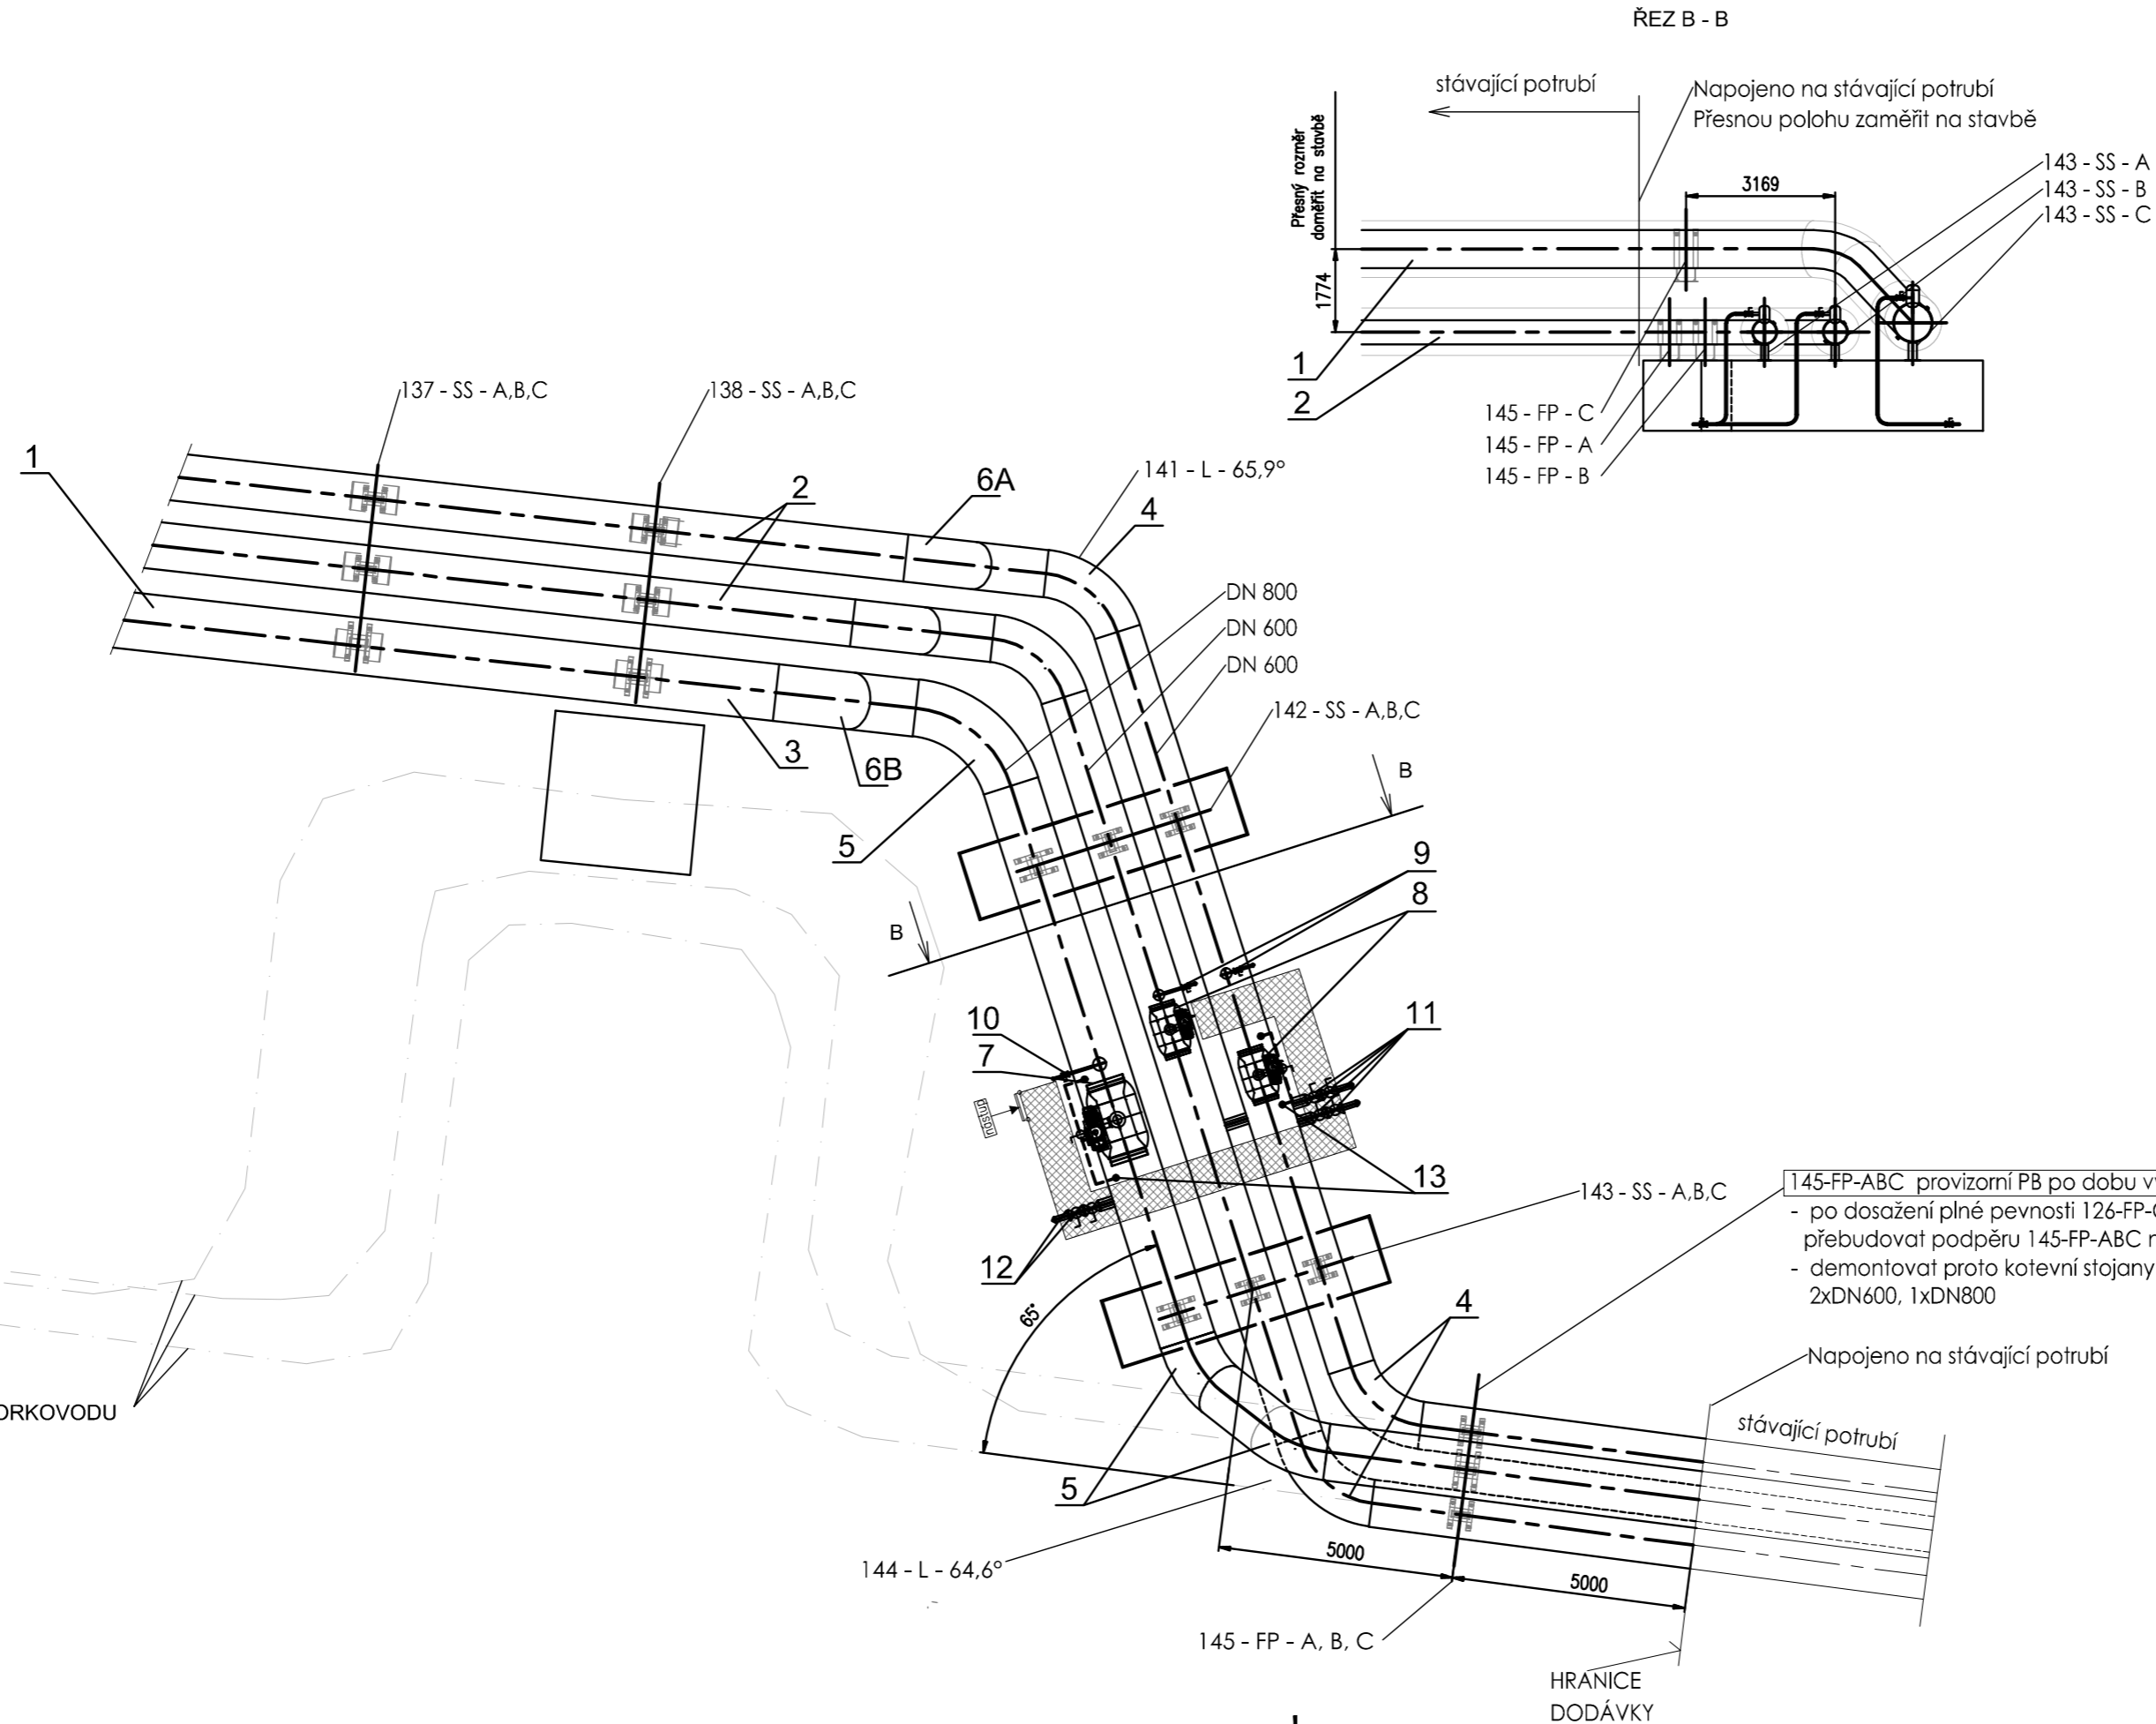 ŘEZ B - B
stávající potrubí
Napojeno na stávající potrubí
Přesnou polohu zaměřit na stavbě
Přesný rozměr
doměřit na stavbě
3169
1774
143 - SS - A
143 - SS - B
143 - SS - C
1
2
145 - FP - C
145 - FP - A
145 - FP - B
137 - SS - A,B,C
138 - SS - A,B,C
1
2
6A
141 - L - 65,9°
4
DN 800
DN 600
DN 600
142 - SS - A,B,C
3
6B
5
B
B
9
8
10
7
11
nástup
13
12
143 - SS - A,B,C
65°
145-FP-ABC provizorní PB po dobu
- po dosažení plné pevnosti 126-FP-
přebudovat podpěru 145-FP-ABC
- demontovat proto kotevní stojany
2xDN600, 1xDN800
4
Napojeno na stávající potrubí
stávající potrubí
ORKOVODU
5
144 - L - 64,6°
5000
5000
145 - FP - A, B, C
HRANICE
DODÁVKY